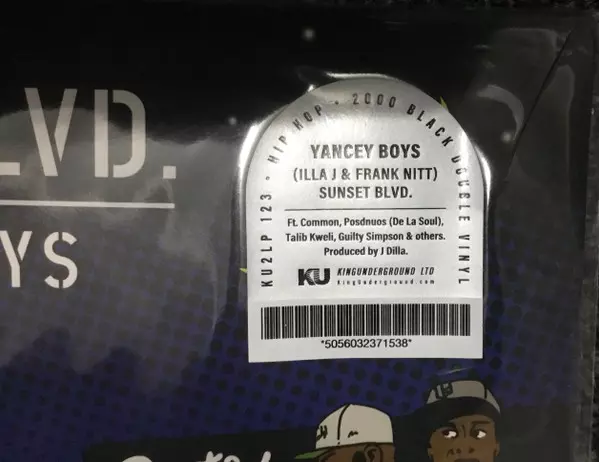 LVD.
YS
KU2LP 123 • HIP HOP • 2000 BLACK DOUBLE VINYL
YANCEY BOYS
(ILLA J & FRANK NITT)
SUNSET BLVD.
Ft. Common, Posdnuos (De La Soul),
Talib Kweli, Guilty Simpson & others.
Produced by J Dilla.
KU KINGUNDERGROUND LTD
KingUnderground.com
*5056032371538*